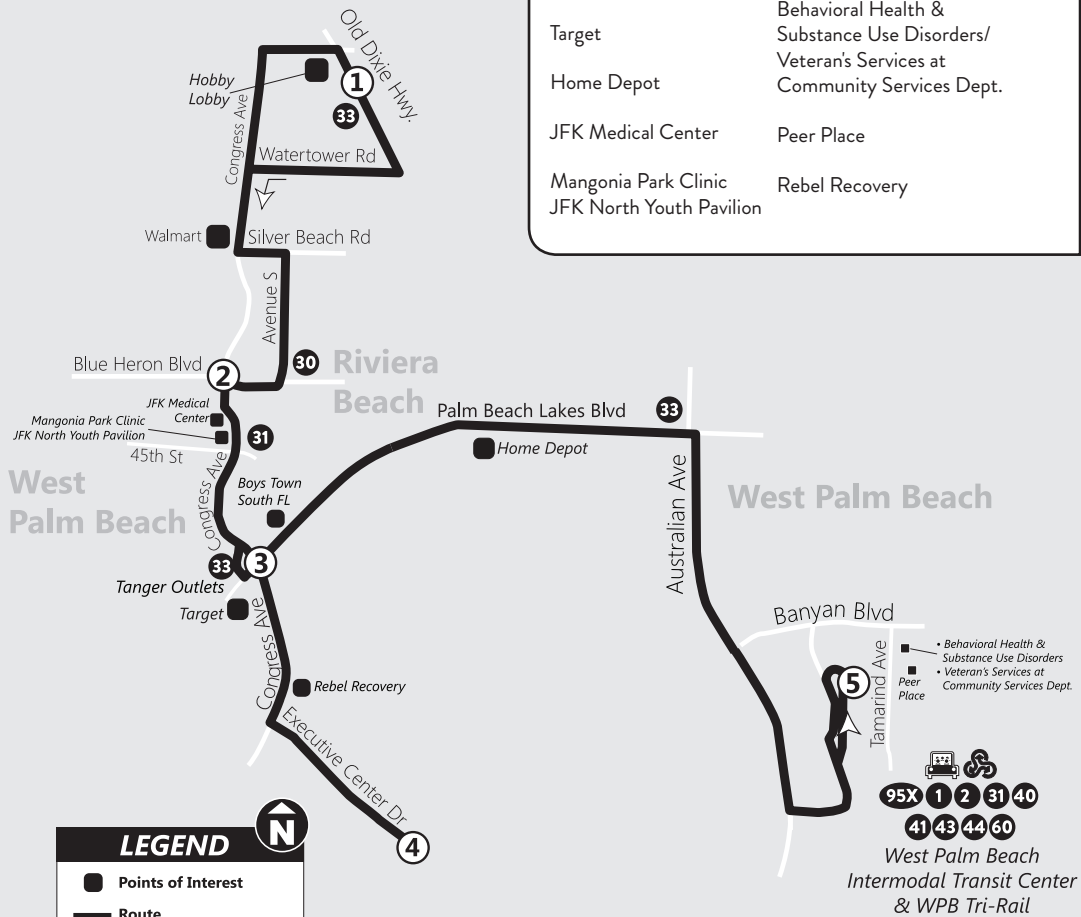 Target
Home Depot
JFK Medical Center
Mangonia Park Clinic
JFK North Youth Pavilion
Behavioral Health &
Substance Use Disorders/
Veteran's Services at
Community Services Dept.
Peer Place
Rebel Recovery
Old Dixie Hwy.
Hobby
Lobby
1
33
Congress Ave
Watertower Rd
Walmart
Silver Beach Rd
Avenue S
Blue Heron Blvd
2
30
Riviera
Beach
JFK Medical
Center
Mangonia Park Clinic
JFK North Youth Pavilion
31
45th St
Congress Ave
West
Palm Beach
Palm Beach Lakes Blvd
33
Home Depot
Boys Town
South FL
Australian Ave
West Palm Beach
33
3
Tanger Outlets
Target
Congress Ave
Rebel Recovery
Executive Center Dr
4
Banyan Blvd
Tamarind Ave
5
• Behavioral Health &
Substance Use Disorders
• Veteran's Services at
Community Services Dept.
Peer
Place
95X 1 2 31 40
41 43 44 60
West Palm Beach
Intermodal Transit Center
& WPB Tri-Rail
N
LEGEND
Points of Interest
Route